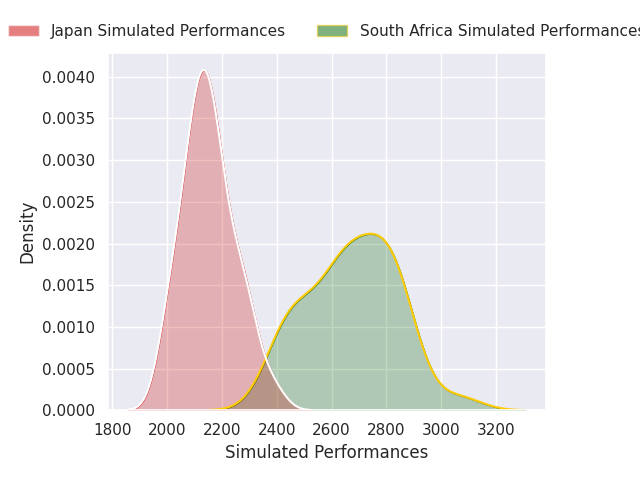 Japan Simulated Performances South Africa Simulated Performances
0.0040
0.0035
0.0030
0.0025
0.0020
0.0015
0.0010
0.0005
0.0000
Density
1800 2000 2200 2400 2600 2800 3000 3200
Simulated Performances